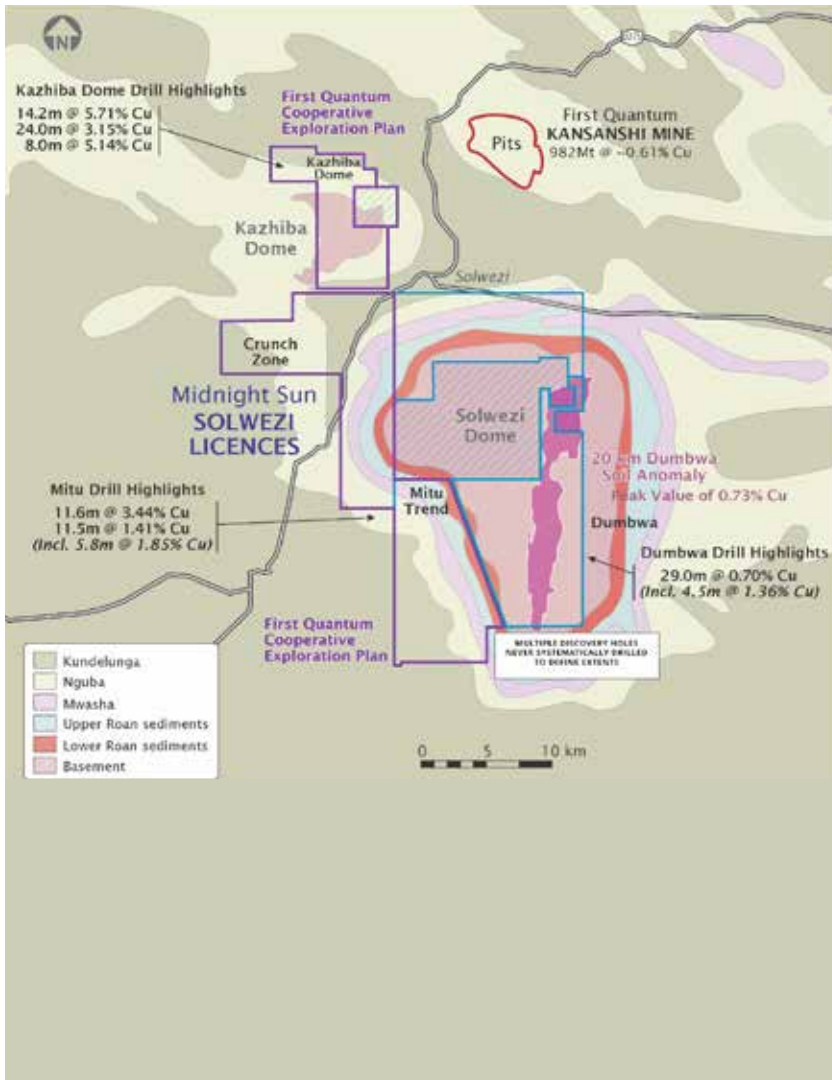 N
Kazhiba Dome Drill Highlights
14.2m @ 5.71% Cu
24.0m @ 3.15% Cu
8.0m @ 5.14% Cu
First Quantum
Cooperative
Exploration Plan
Kazhiba
Dome
Kazhiba
Dome
Pits
First Quantum
KANSANSHI MINE
982Mt @ ~0.61% Cu
Solwezi
Crunch
Zone
Midnight Sun
SOLWEZI
LICENCES
Solwezi
Dome
20 km Dumbwa
Soil Anomaly
Peak Value of 0.73% Cu
Mitu Drill Highlights
11.6m @ 3.44% Cu
11.5m @ 1.41% Cu
(Incl. 5.8m @ 1.85% Cu)
Mitu
Trend
Dumbwa
Dumbwa Drill Highlights
29.0m @ 0.70% Cu
(Incl. 4.5m @ 1.36% Cu)
First Quantum
Cooperative
Exploration Plan
MULTIPLE DISCOVERY HOLES
NEVER SYSTEMATICALLY DRILLED
TO DEFINE EXTENTS
Kundelunga
Nguba
Mwasha
Upper Roan sediments
Lower Roan sediments
Basement
0 5 10 km